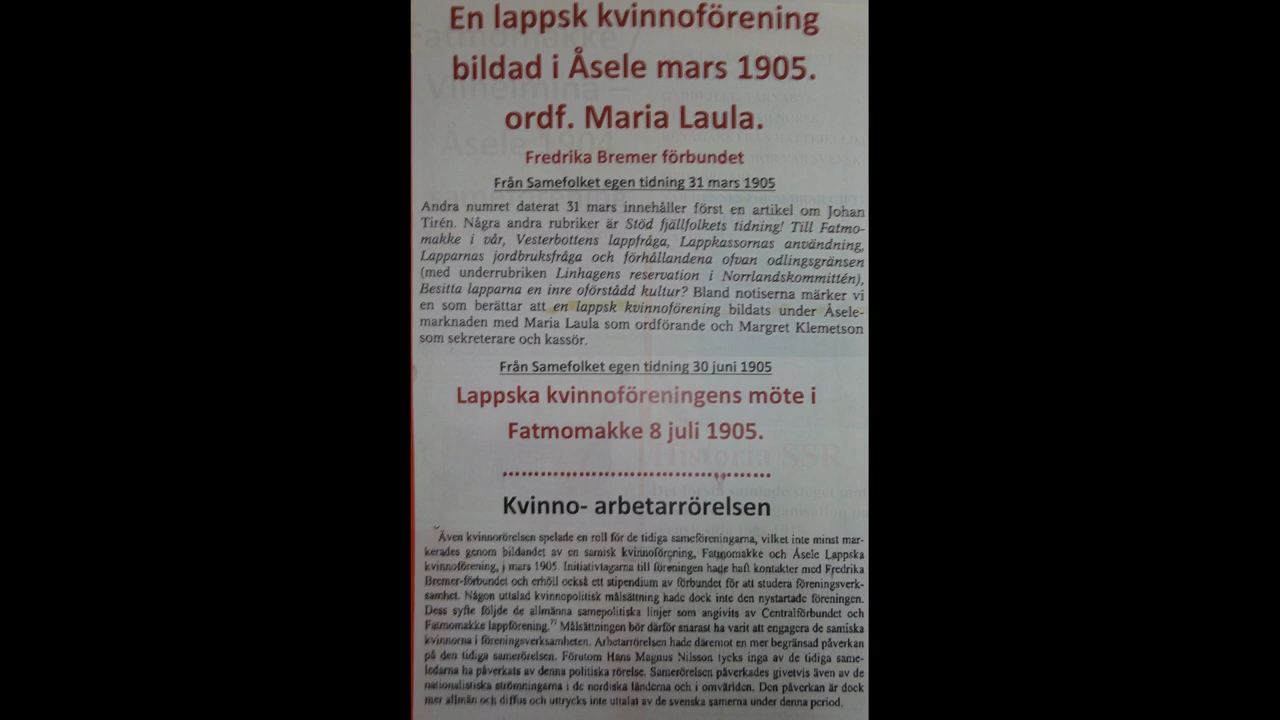 En lappsk kvinnoförening
bildad i Åsele mars 1905.
ordf. Maria Laula.
Fredrika Bremer förbundet
Från Samefolket egen tidning 31 mars 1905
Andra numret daterat 31 mars innehåller först en artikel om Johan
Tirén. Några andra rubriker är Stöd fjällfolkets tidning! Till Fatmo-
makke i vår, Vesterbottens lappfråga, Lappkassornas användning,
Lapparnas jordbruksfråga och förhållandena ofvan odlingsgränsen
(med underrubriken Linhagens reservation i Norrlandskommittén),
Besitta lapparna en inre oförstådd kultur? Bland notiserna märker vi
en som berättar att en lappsk kvinnoförening bildats under Åsele-
marknaden med Maria Laula som ordförande och Margret Klemetson
som sekreterare och kassör.
Från Samefolket egen tidning 30 juni 1905
Lappska kvinnoföreningens möte i
Fatmomakke 8 juli 1905.
Kvinno- arbetarrörelsen
Även kvinnorörelsen spelade en roll för de tidiga sameföreningarna, vilket inte minst mar-
kerades genom bildandet av en samisk kvinnoförening, Fatmomakke och Åsele Lappska
kvinnoförening, j mars 1905. Initiativtagarna till föreningen hade haft kontakter med Fredrika
Bremer-förbundet och erhöll också ett stipendium av förbundet för att studera föreningsverk-
samhet. Någon uttalad kvinnopolitisk målsättning hade dock inte den nystartade föreningen.
Dess syfte följde de allmänna samepolitiska linjer som angivits av Centralförbundet och
Fatmomakke lappförening.77 Målsättningen bör därför snarast ha varit att engagera de samiska
kvinnorna i föreningsverksamheten. Arbetarrörelsen hade däremot en mer begränsad påverkan
på den tidiga samerörelsen. Förutom Hans Magnus Nilsson tycks inga av de tidiga same-
ledarna ha påverkats av denna politiska rörelse. Samerörelsen påverkades givetvis även av de
nationalistiska strömningarna i de nordiska länderna och i omvärlden. Den påverkan är dock
mer allmän och diffus och uttrycks inte uttalat av de svenska samerna under denna period.
Fatmomakke /
Vilhelmina –
Åsele 1904
Historia SSR